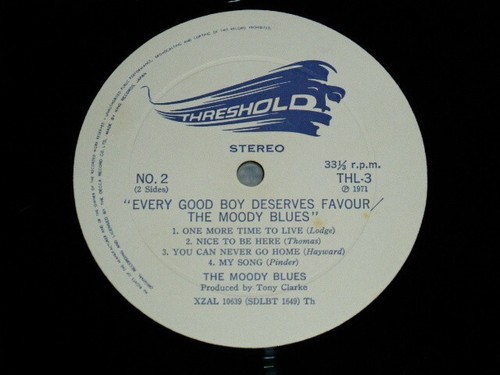 THRESHOLD
STEREO
NO. 2
(2 Sides)
33⅓ r.p.m.
THL-3
Ⓟ 1971
"EVERY GOOD BOY DESERVES FAVOUR/
THE MOODY BLUES"
1. ONE MORE TIME TO LIVE (Lodge)
2. NICE TO BE HERE (Thomas)
3. YOU CAN NEVER GO HOME (Hayward)
4. MY SONG (Pinder)
THE MOODY BLUES
Produced by Tony Clarke
XZAL 10639 (SDLBT 1649) Th